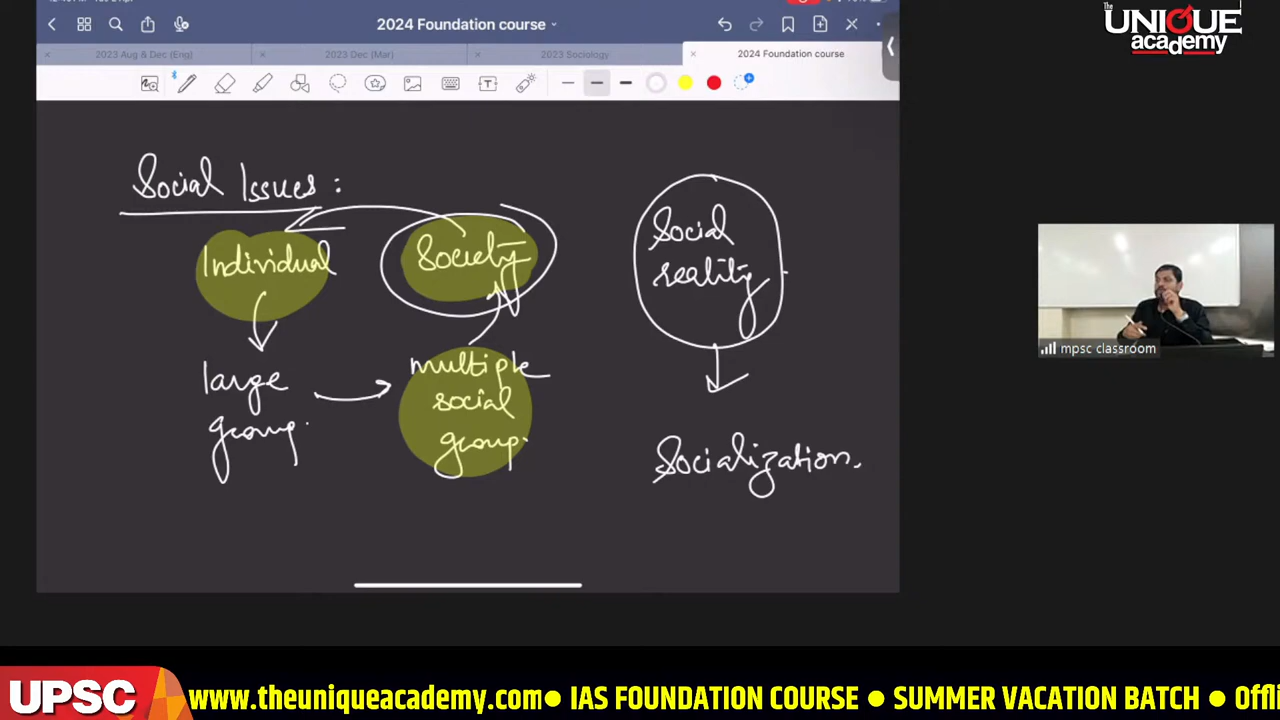 2024 Foundation course
The
UNIQUE
academy
2023 Aug & Dec (Eng)
2023 Dec (Mar)
2023 Sociology
2024 Foundation course
Social Issues :
Individual
Society
Social
reality
large
group.
multiple
social
group.
Socialization.
mpsc classroom
UPSC
www.theuniqueacademy.com● IAS FOUNDATION COURSE ● SUMMER VACATION BATCH ● Offli